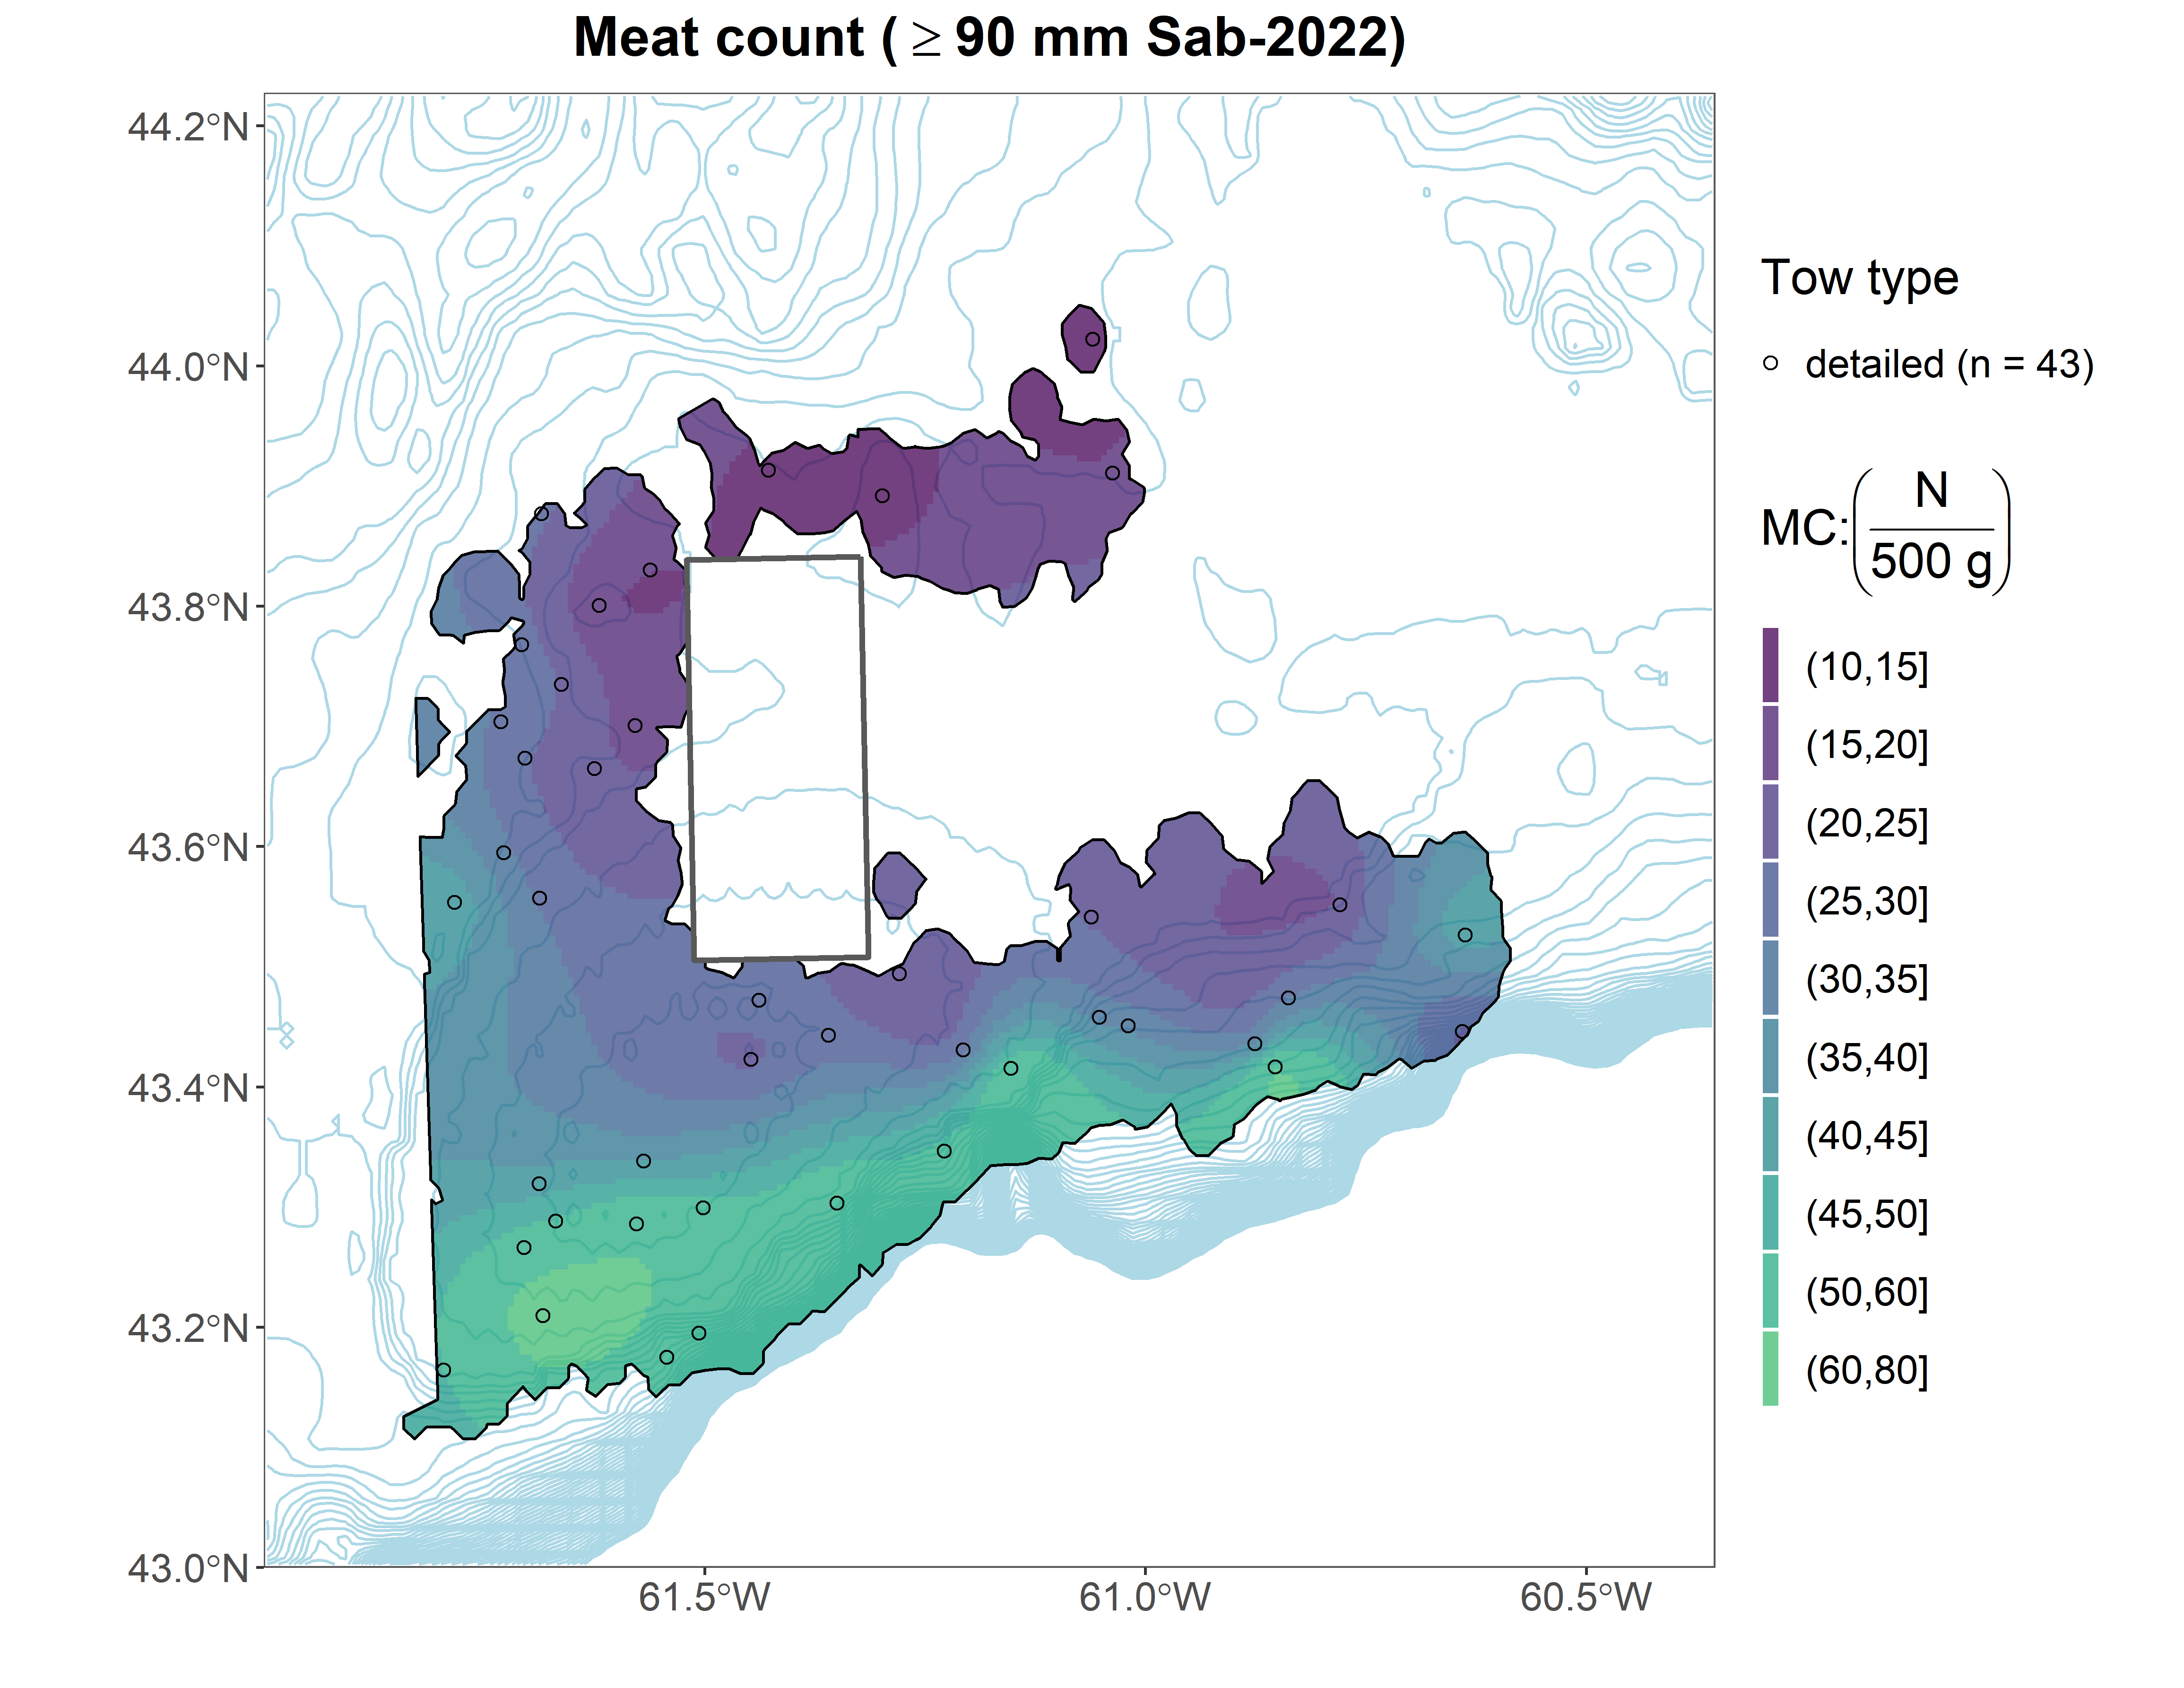 Meat count ( ≥ 90 mm Sab-2022)
44.2°N
44.0°N
43.8°N
43.6°N
43.4°N
43.2°N
43.0°N
61.5°W
61.0°W
60.5°W
Tow type
detailed (n = 43)
MC:(N
500 g)
(10,15]
(15,20]
(20,25]
(25,30]
(30,35]
(35,40]
(40,45]
(45,50]
(50,60]
(60,80]